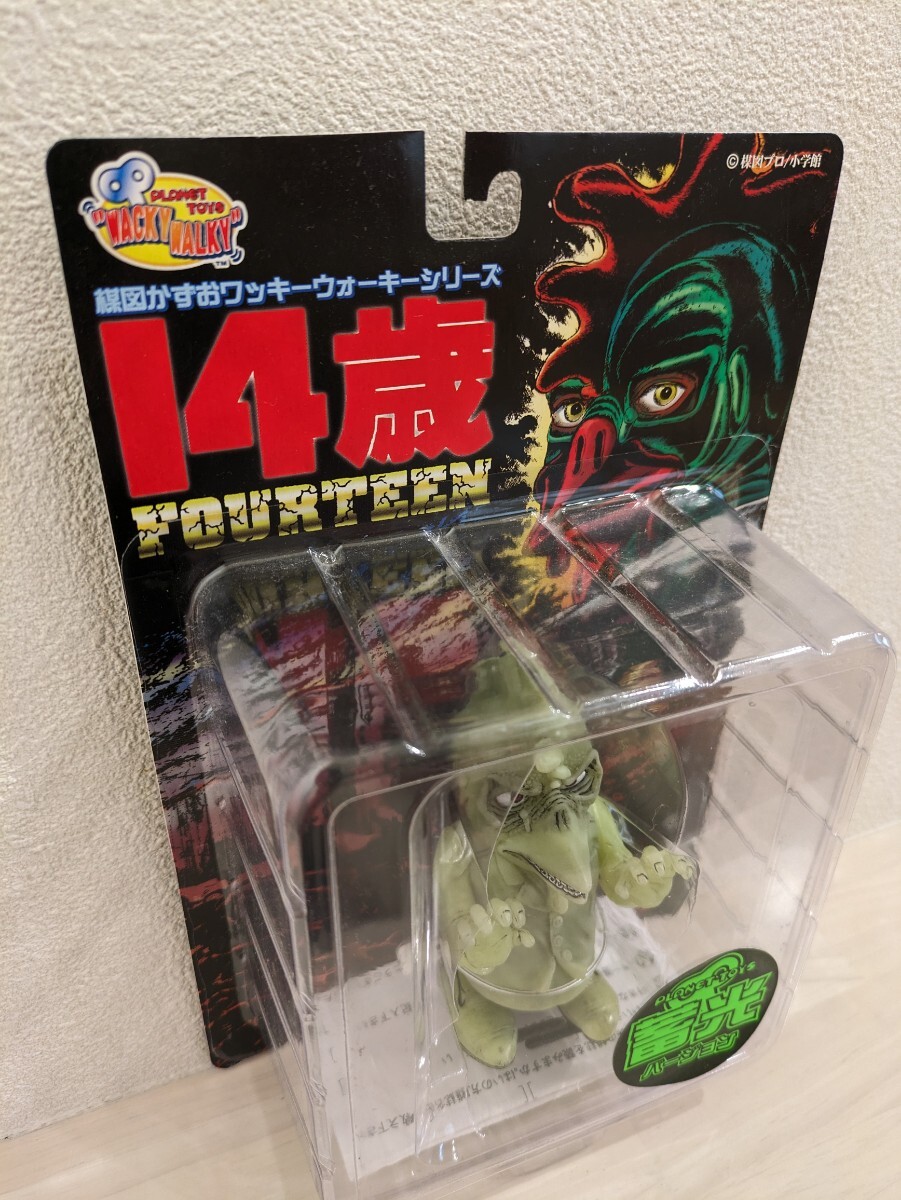 PLANET TOYS
"WACKY WALKY"
TM
©楳図プロ/小学館
楳図かずおワッキーウォーキーシリーズ
14歳
FOURTEEN
PLANET TOYS
蓄光
バージョン